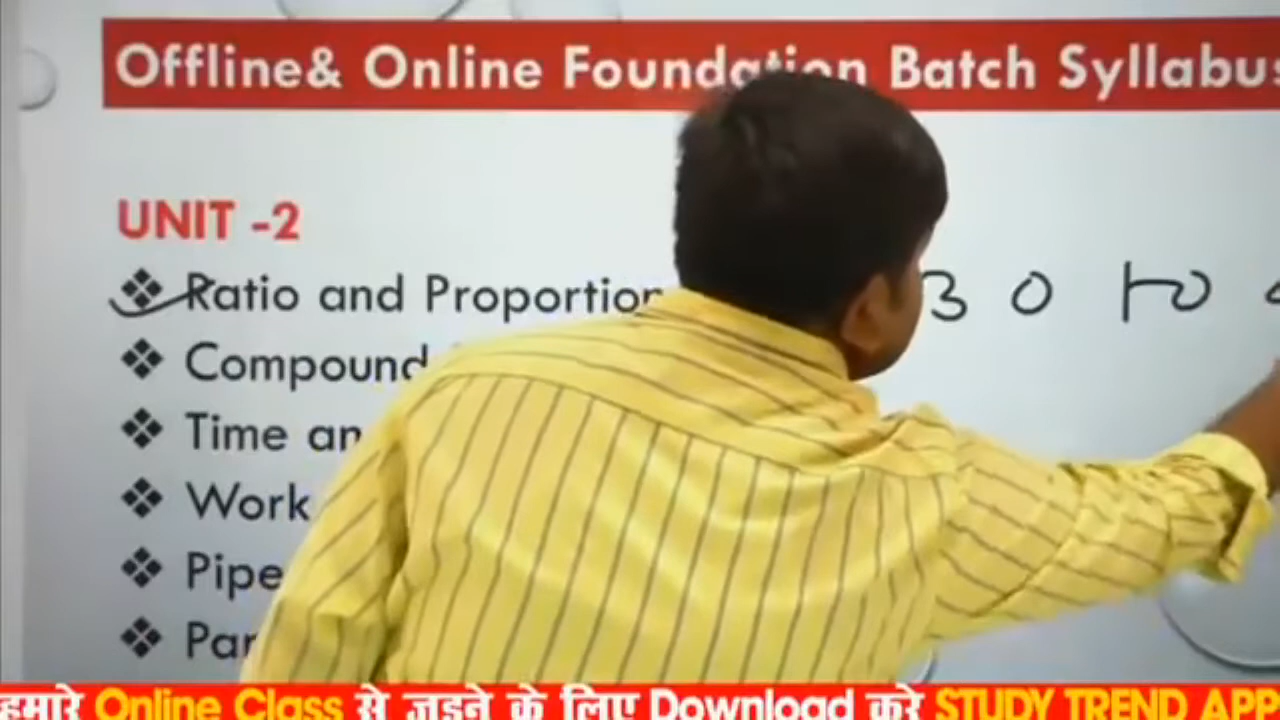 Offline& Online Foundation Batch Syllabus
UNIT -2
Ratio and Proportion 30
Compound
Time an
Work
Pipe
Par
हमारे Online Class से जुड़ने के लिए Download करे STUDY TREND APP